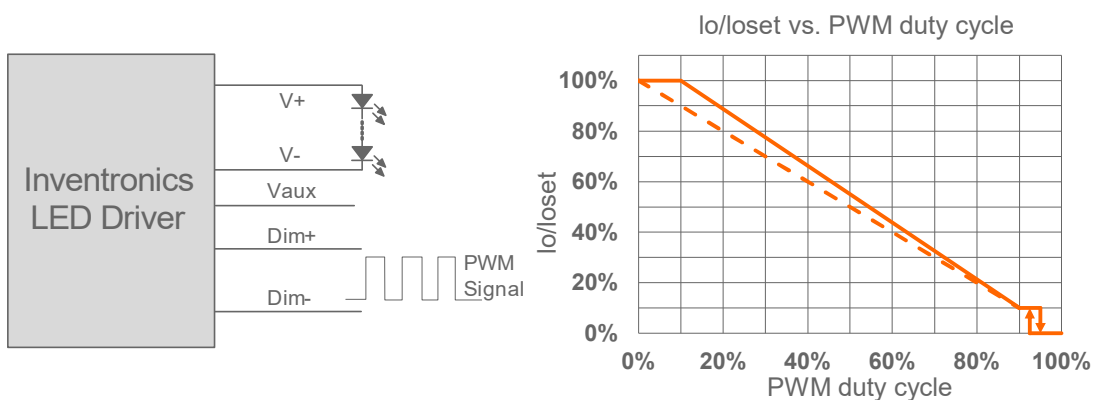 Inventronics
LED Driver
V+
V-
Vaux
Dim+
Dim-
PWM
Signal
Io/Ioset vs. PWM duty cycle
Io/Ioset
100%
80%
60%
40%
20%
0%
0%
20%
40%
60%
80%
100%
PWM duty cycle